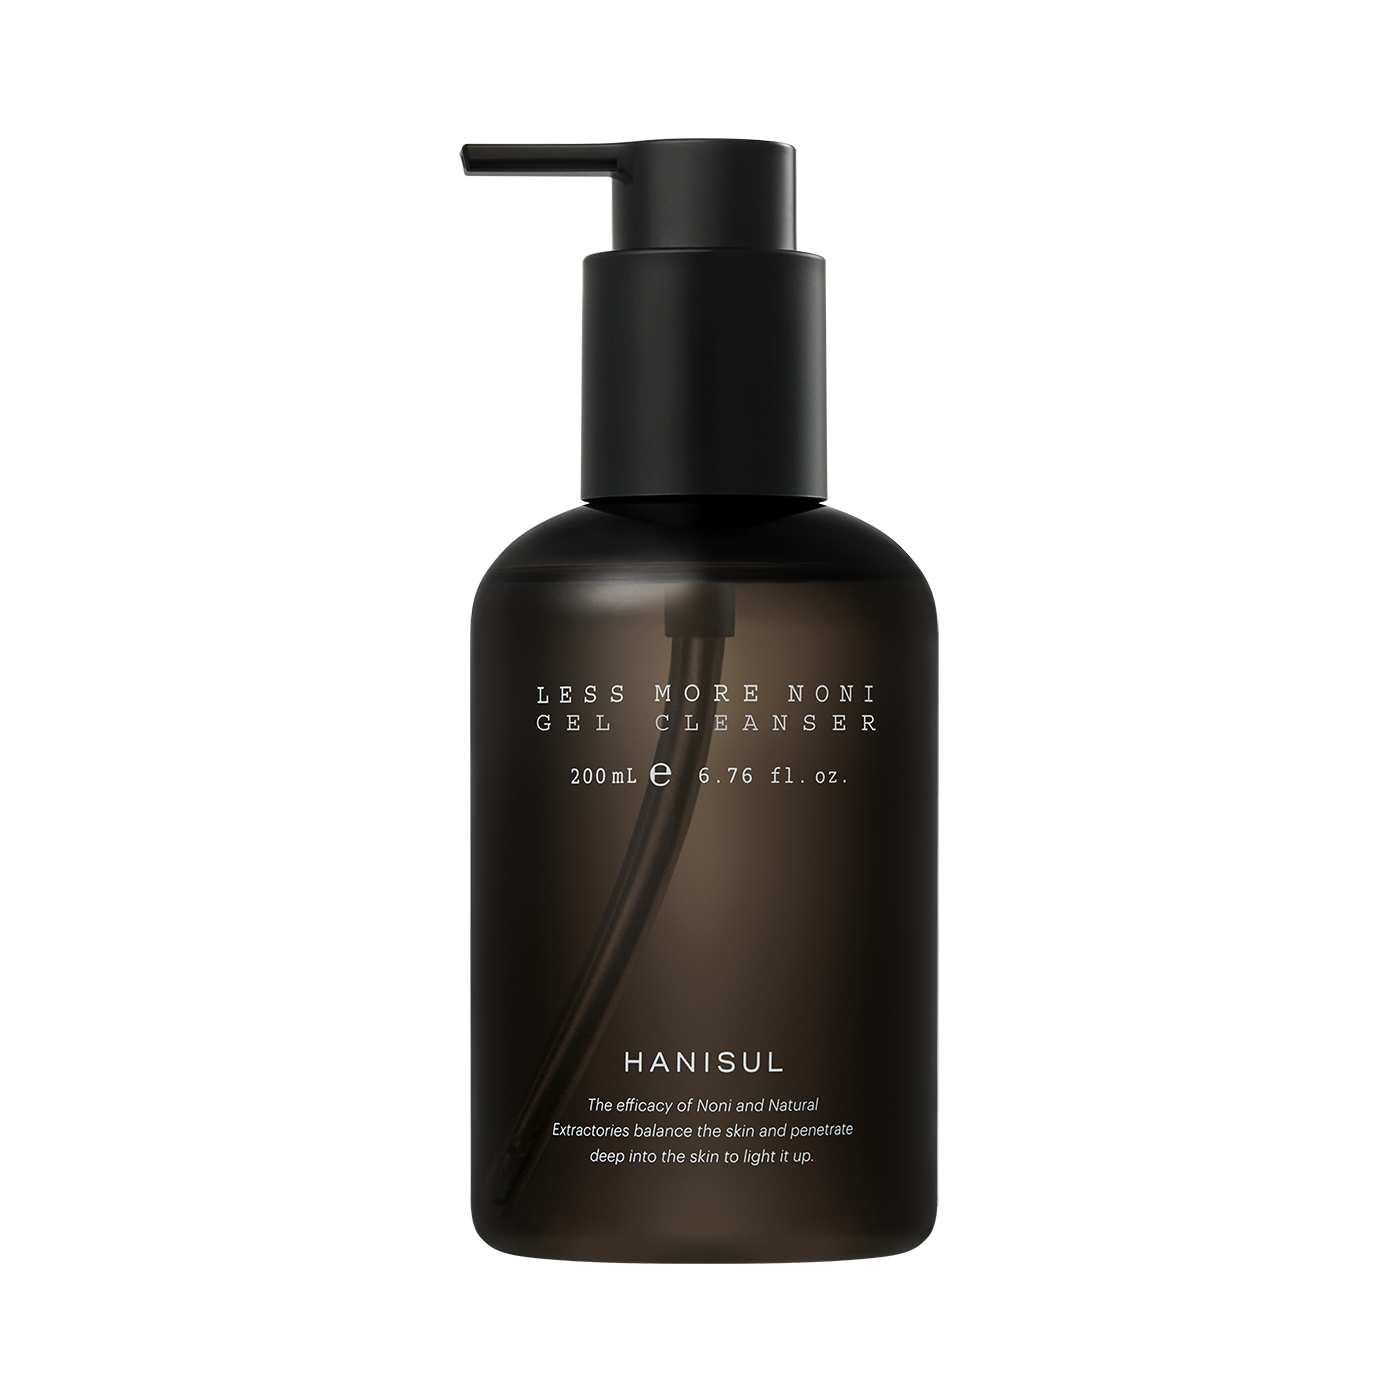 LESS MORE NONI
GEL CLEANSER
200mL ℮ 6.76 fl.oz.
HANISUL
The efficacy of Noni and Natural
Extractories balance the skin and penetrate
deep into the skin to light it up.